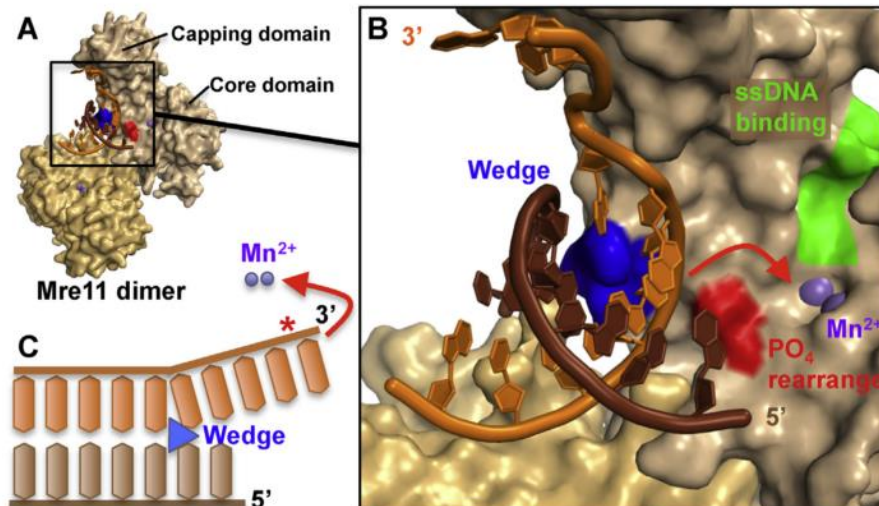 A
Capping domain
Core domain
Mn2+
Mre11 dimer
C
*
3'
Wedge
5'
B
3'
ssDNA
binding
Wedge
Mn2+
PO4
rearrange
5'